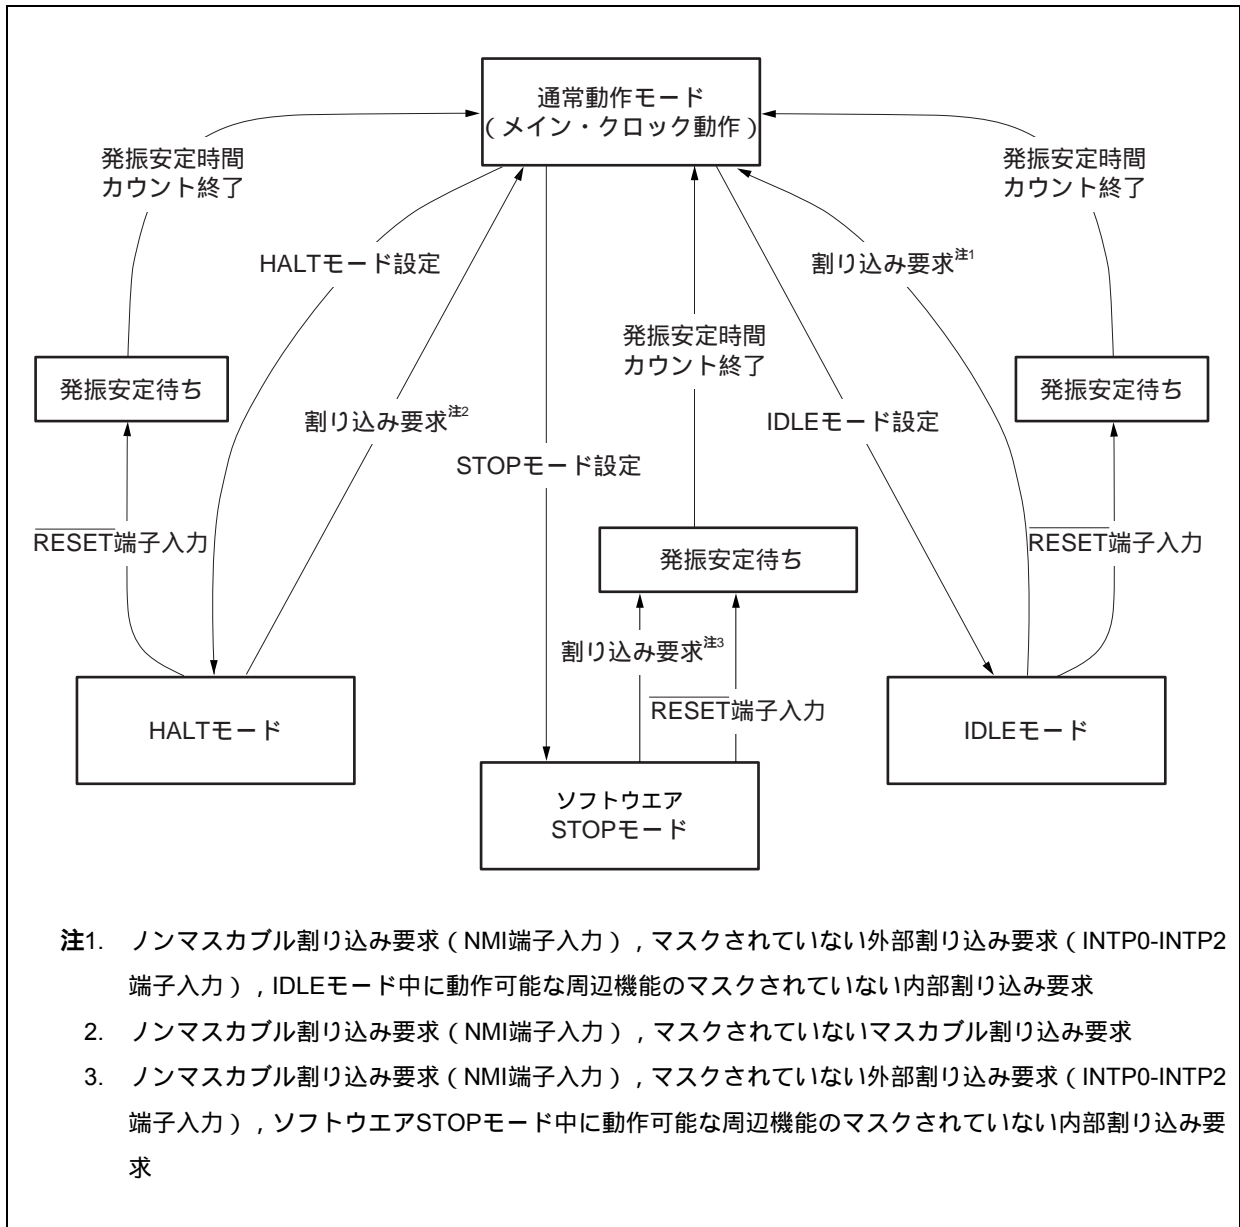 通常動作モード
（メイン・クロック動作）
発振安定時間
カウント終了
発振安定時間
カウント終了
HALTモード設定
割り込み要求注1
発振安定時間
カウント終了
発振安定待ち
発振安定待ち
割り込み要求注2
IDLEモード設定
STOPモード設定
RESET端子入力
RESET端子入力
発振安定待ち
割り込み要求注3
RESET端子入力
HALTモード
IDLEモード
ソフトウエア
STOPモード
注1. ノンマスカブル割り込み要求（NMI端子入力），マスクされていない外部割り込み要求（INTP0-INTP2
端子入力），IDLEモード中に動作可能な周辺機能のマスクされていない内部割り込み要求
2. ノンマスカブル割り込み要求（NMI端子入力），マスクされていないマスカブル割り込み要求
3. ノンマスカブル割り込み要求（NMI端子入力），マスクされていない外部割り込み要求（INTP0-INTP2
端子入力），ソフトウエアSTOPモード中に動作可能な周辺機能のマスクされていない内部割り込み要
求